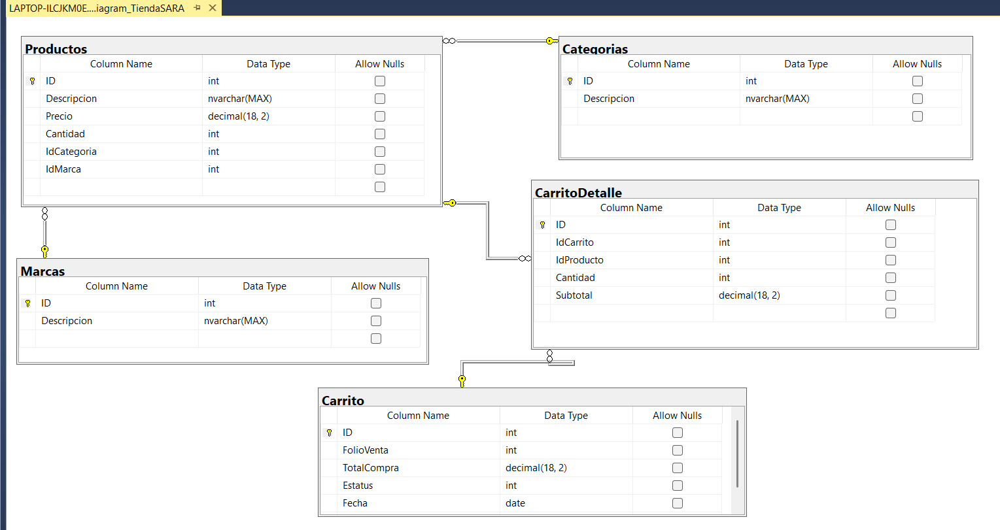 LAPTOP-ILCJKM0E....iagram_TiendaSARA
Productos
Column Name Data Type Allow Nulls
ID int
Descripcion nvarchar(MAX)
Precio decimal(18, 2)
Cantidad int
IdCategoria int
IdMarca int
Categorias
Column Name Data Type Allow Nulls
ID int
Descripcion nvarchar(MAX)
CarritoDetalle
Column Name Data Type Allow Nulls
ID int
IdCarrito int
IdProducto int
Cantidad int
Subtotal decimal(18, 2)
Marcas
Column Name Data Type Allow Nulls
ID int
Descripcion nvarchar(MAX)
Carrito
Column Name Data Type Allow Nulls
ID int
FolioVenta int
TotalCompra decimal(18, 2)
Estatus int
Fecha date